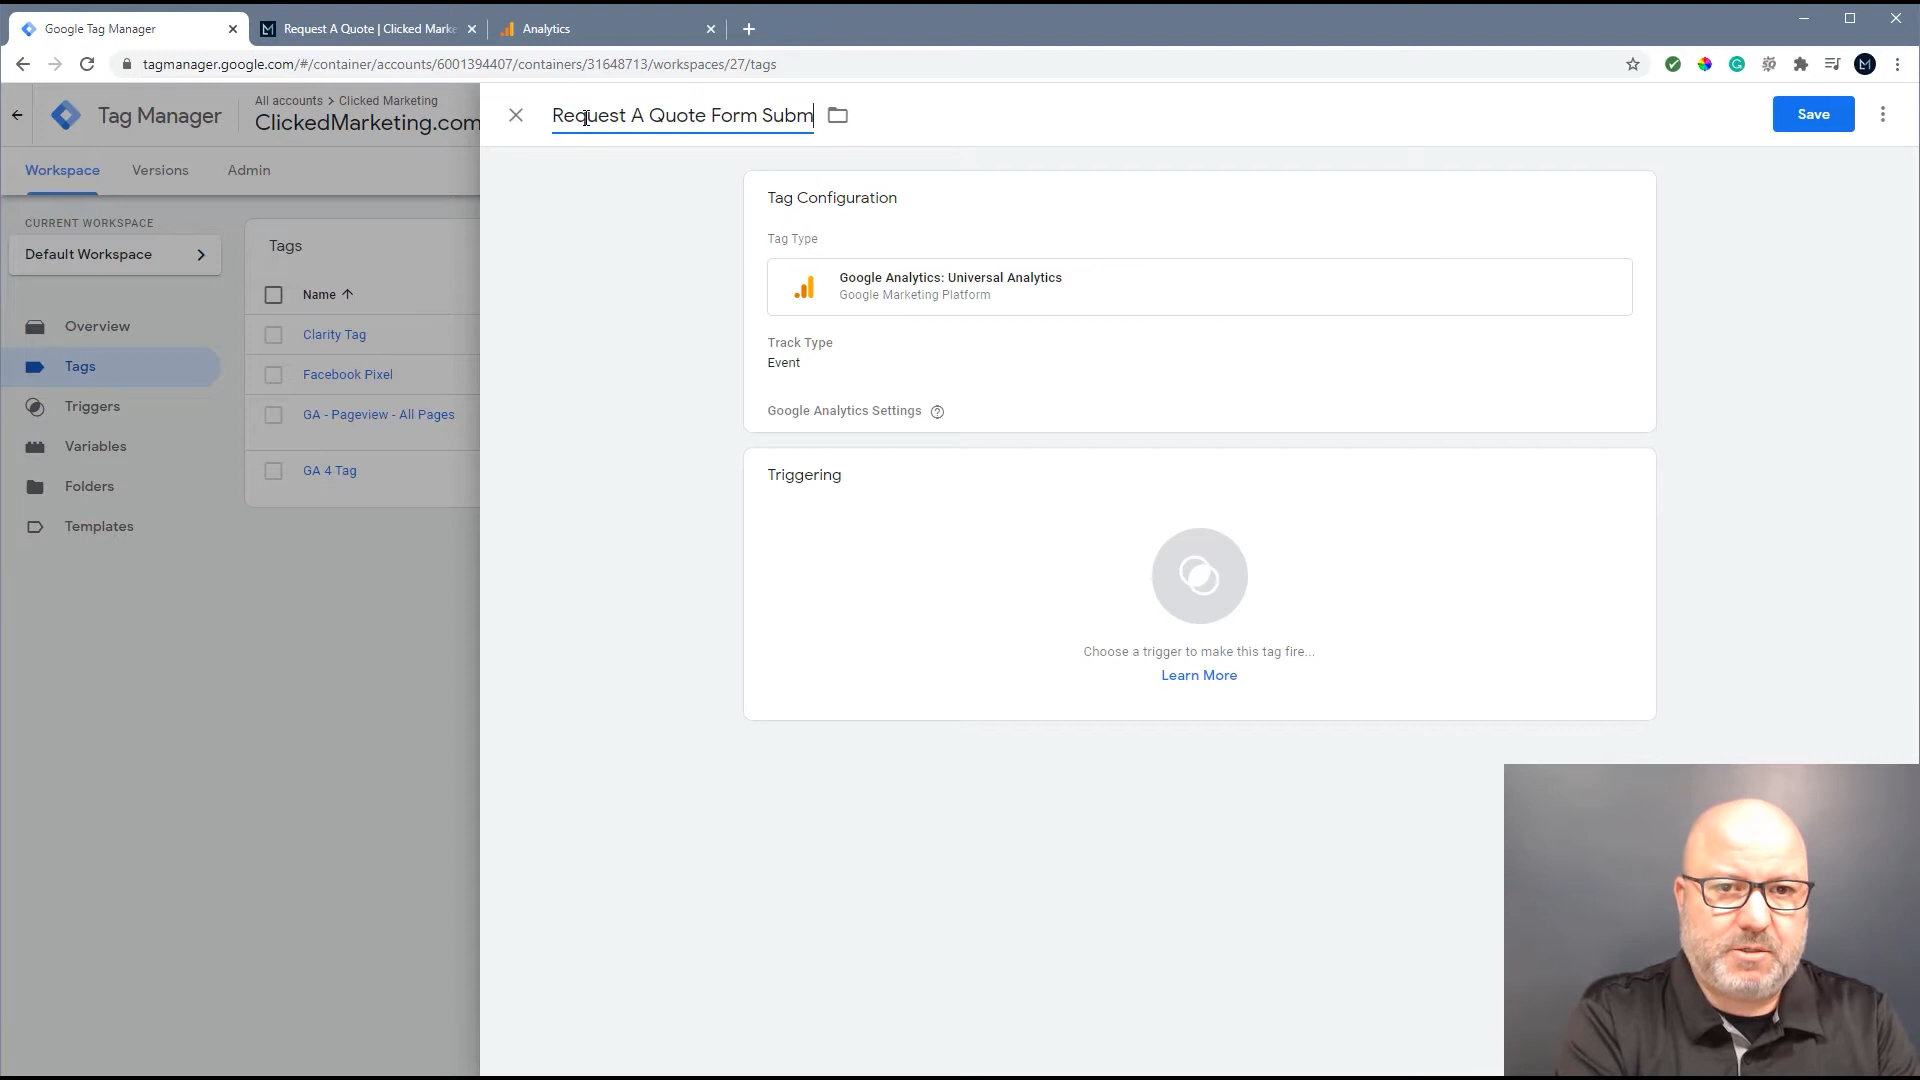 Google Tag Manager
Request A Quote | Clicked Marke
Analytics
tagmanager.google.com/#/container/accounts/6001394407/containers/31648713/workspaces/27/tags
Tag Manager
All accounts > Clicked Marketing
ClickedMarketing.com
Request A Quote Form Subm
Save
Workspace
Versions
Admin
CURRENT WORKSPACE
Default Workspace
Overview
Tags
Triggers
Variables
Folders
Templates
Tags
Name
Clarity Tag
Facebook Pixel
GA - Pageview - All Pages
GA 4 Tag
Tag Configuration
Tag Type
Google Analytics: Universal Analytics
Google Marketing Platform
Track Type
Event
Google Analytics Settings
Triggering
Choose a trigger to make this tag fire...
Learn More